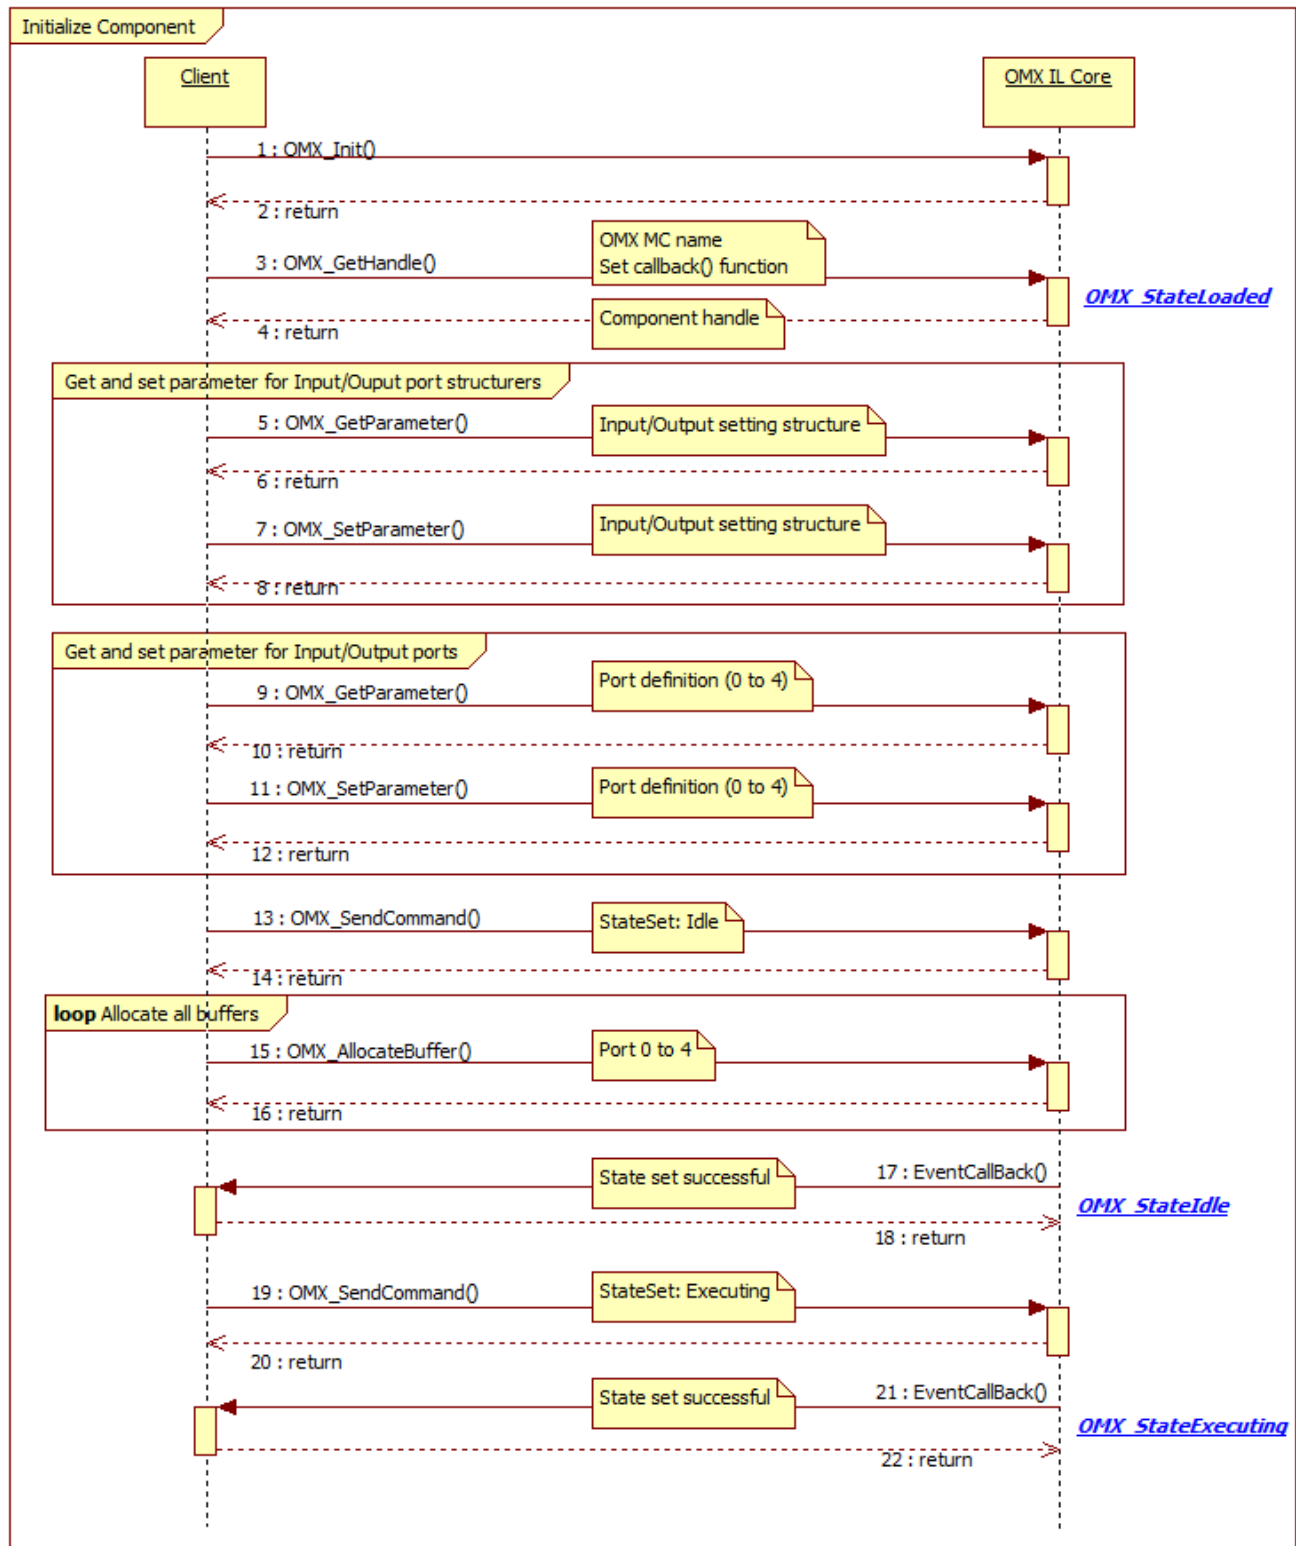 Initialize Component
Client
OMX IL Core
1 : OMX_Init()
2 : return
OMX MC name
Set callback() function
3 : OMX_GetHandle()
OMX_StateLoaded
Component handle
4 : return
Get and set parameter for Input/Ouput port structurers
5 : OMX_GetParameter()
Input/Output setting structure
6 : return
7 : OMX_SetParameter()
Input/Output setting structure
8 : return
Get and set parameter for Input/Output ports
9 : OMX_GetParameter()
Port definition (0 to 4)
10 : return
11 : OMX_SetParameter()
Port definition (0 to 4)
12 : rerturn
13 : OMX_SendCommand()
StateSet: Idle
14 : return
loop Allocate all buffers
15 : OMX_AllocateBuffer()
Port 0 to 4
16 : return
State set successful
17 : EventCallBack()
OMX_StateIdle
18 : return
19 : OMX_SendCommand()
StateSet: Executing
20 : return
State set successful
21 : EventCallBack()
OMX_StateExecuting
22 : return